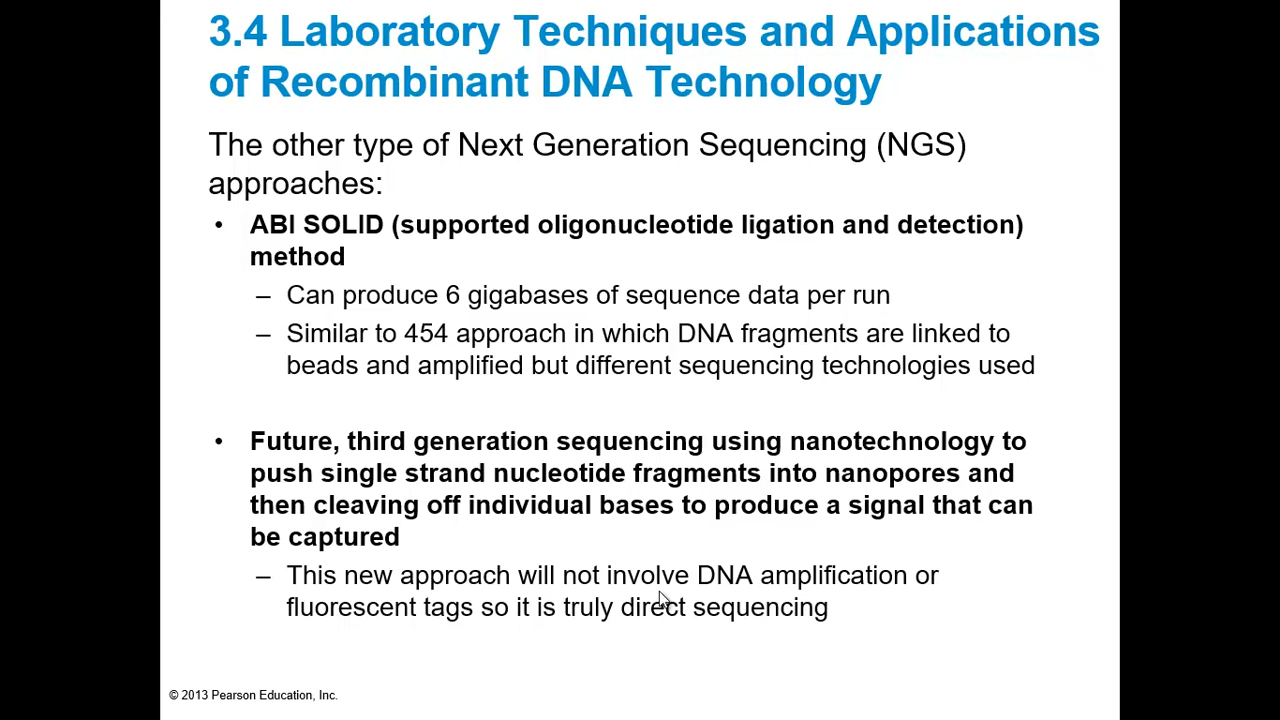 3.4 Laboratory Techniques and Applications
of Recombinant DNA Technology
The other type of Next Generation Sequencing (NGS)
approaches:
• ABI SOLID (supported oligonucleotide ligation and detection)
method
– Can produce 6 gigabases of sequence data per run
– Similar to 454 approach in which DNA fragments are linked to
beads and amplified but different sequencing technologies used
• Future, third generation sequencing using nanotechnology to
push single strand nucleotide fragments into nanopores and
then cleaving off individual bases to produce a signal that can
be captured
– This new approach will not involve DNA amplification or
fluorescent tags so it is truly direct sequencing
© 2013 Pearson Education, Inc.